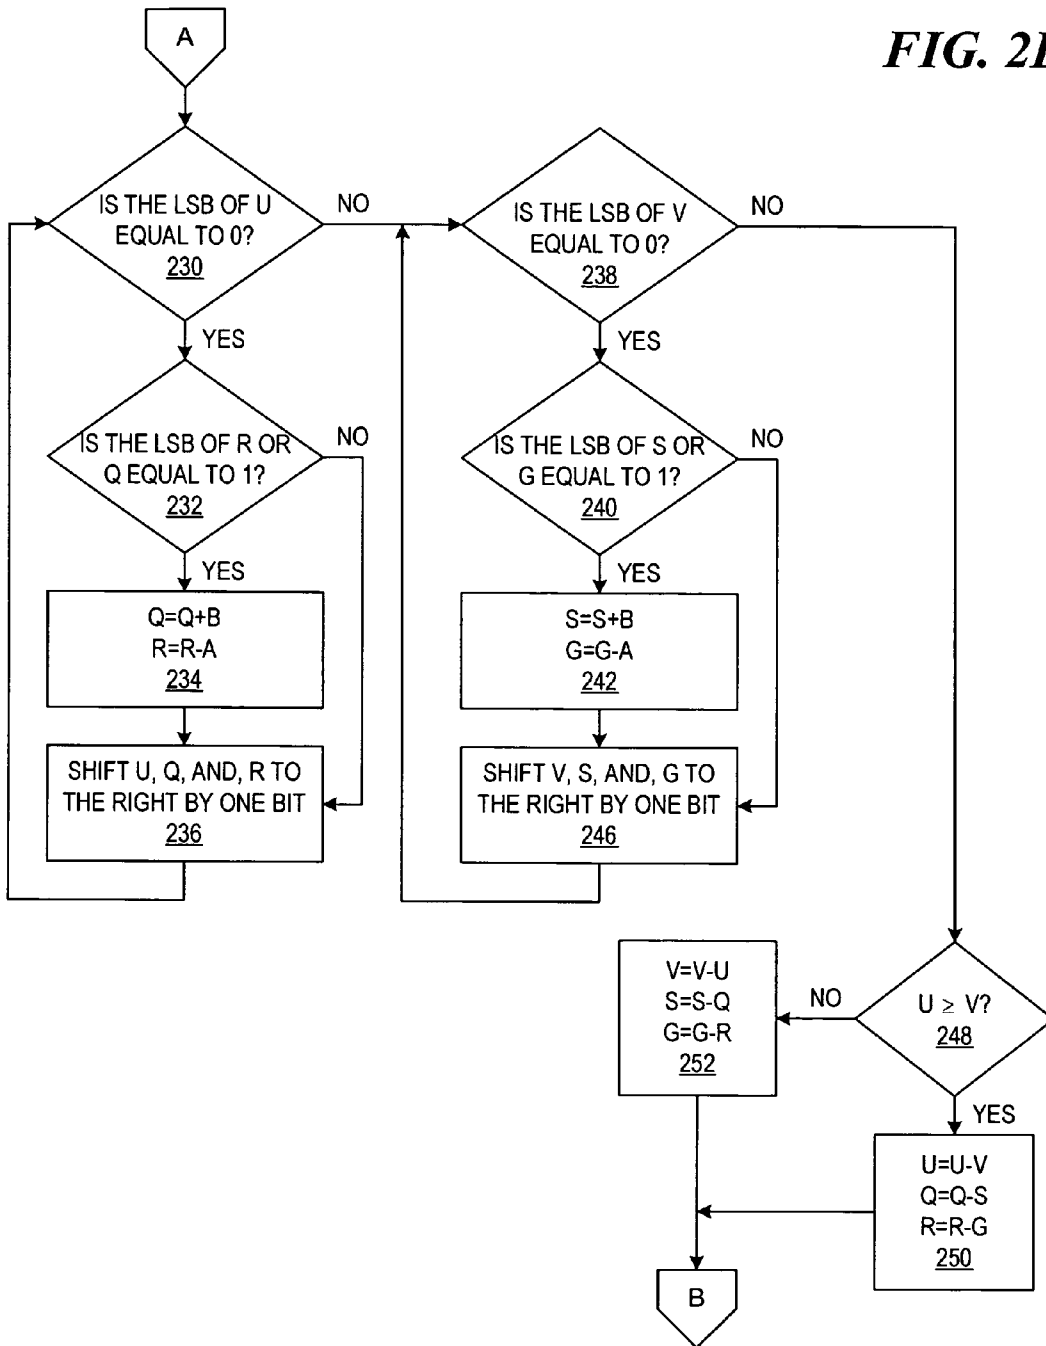 A
FIG. 2
IS THE LSB OF U
EQUAL TO 0?
230
NO
YES
IS THE LSB OF R OR
Q EQUAL TO 1?
232
NO
YES
Q=Q+B
R=R-A
234
SHIFT U, Q, AND, R TO
THE RIGHT BY ONE BIT
236
IS THE LSB OF V
EQUAL TO 0?
238
NO
YES
IS THE LSB OF S OR
G EQUAL TO 1?
240
NO
YES
S=S+B
G=G-A
242
SHIFT V, S, AND, G TO
THE RIGHT BY ONE BIT
246
U ≥ V?
248
NO
YES
V=V-U
S=S-Q
G=G-R
252
U=U-V
Q=Q-S
R=R-G
250
B